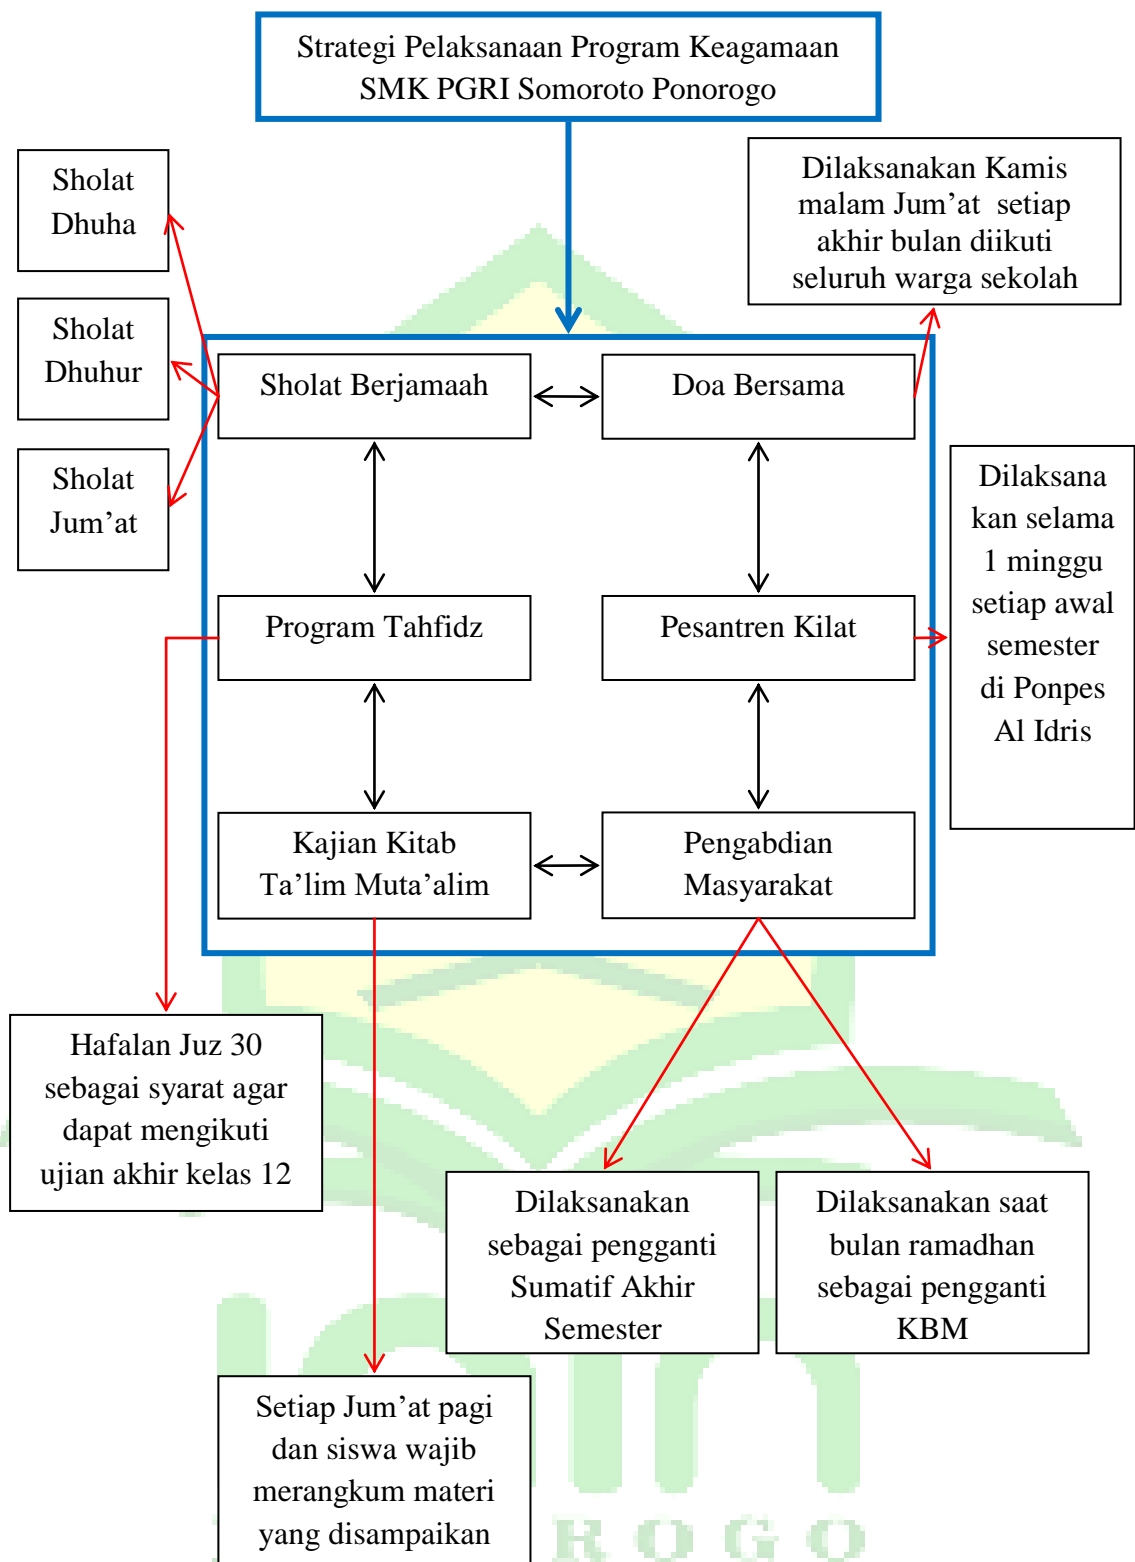 Strategi Pelaksanaan Program Keagamaan
SMK PGRI Somoroto Ponorogo
Sholat
Dhuha
Sholat
Dhuhur
Sholat
Jum’at
Dilaksanakan Kamis
malam Jum’at setiap
akhir bulan diikuti
seluruh warga sekolah
Sholat Berjamaah
Doa Bersama
Program Tahfidz
Pesantren Kilat
Dilaksana
kan selama
1 minggu
setiap awal
semester
di Ponpes
Al Idris
Kajian Kitab
Ta’lim Muta’alim
Pengabdian
Masyarakat
Hafalan Juz 30
sebagai syarat agar
dapat mengikuti
ujian akhir kelas 12
Dilaksanakan
sebagai pengganti
Sumatif Akhir
Semester
Dilaksanakan saat
bulan ramadhan
sebagai pengganti
KBM
Setiap Jum’at pagi
dan siswa wajib
merangkum materi
yang disampaikan